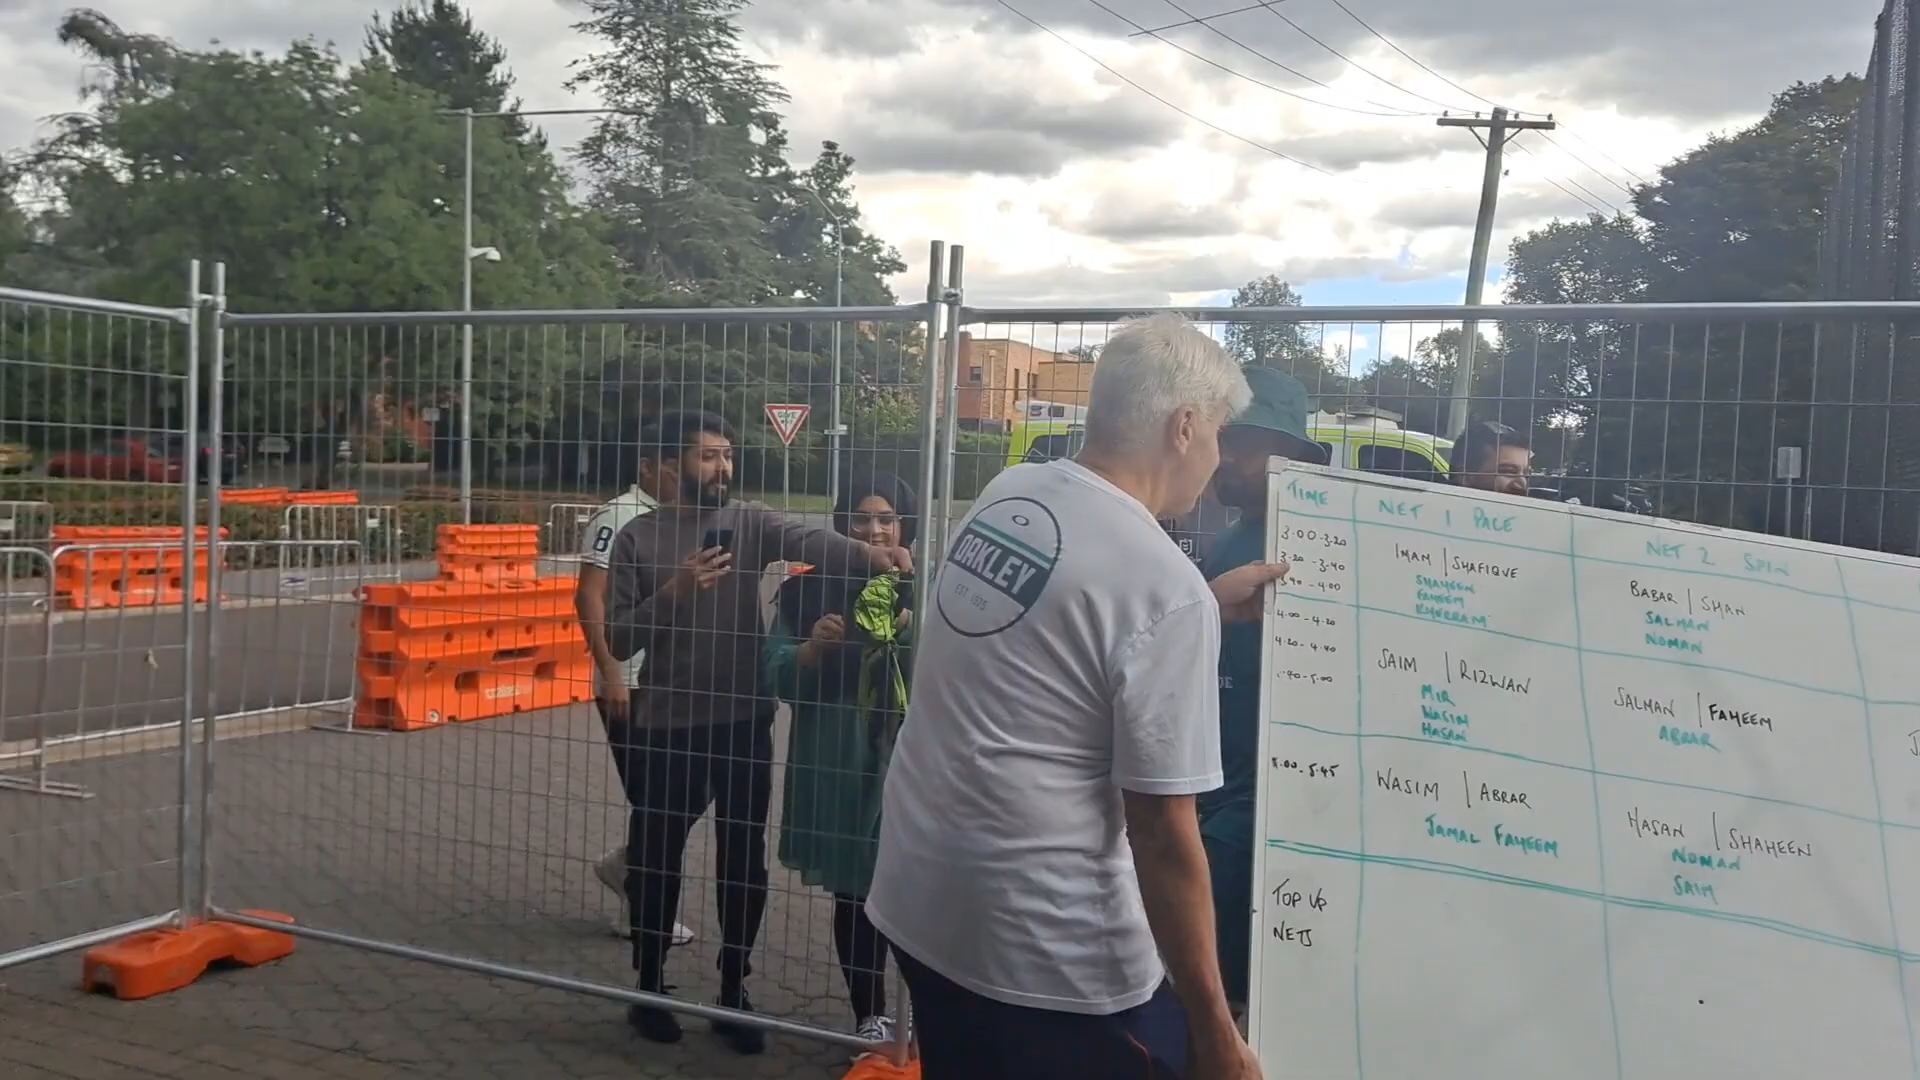 GIVE
WAY
8
OAKLEY
EST. 1975
TIME
NET 1 PACE
NET 2 SPIN
3.00-3.20
3.20-3.40
3.40-4.00
IMAM | SHAFIQUE
SHAHEEN
FAHEEM
KHURRAM
BABAR | SHAN
SALMAN
NOMAN
4.00-4.20
4.20-4.40
.40-5.00
SAIM | RIZWAN
MIR
WASIM
HASAN
SALMAN | FAHEEM
ABRAR
J
5.00-5.45
WASIM | ABRAR
JAMAL FAHEEM
HASAN | SHAHEEN
NOMAN
SAIM
TOP UP
NETS